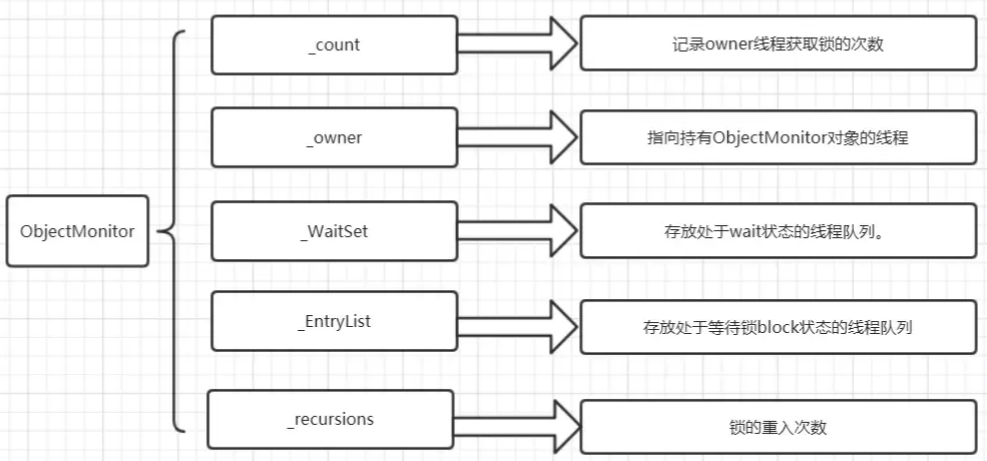 _count
记录owner线程获取锁的次数
_owner
指向持有ObjectMonitor对象的线程
ObjectMonitor
_WaitSet
存放处于wait状态的线程队列。
_EntryList
存放处于等待锁block状态的线程队列
_recursions
锁的重入次数